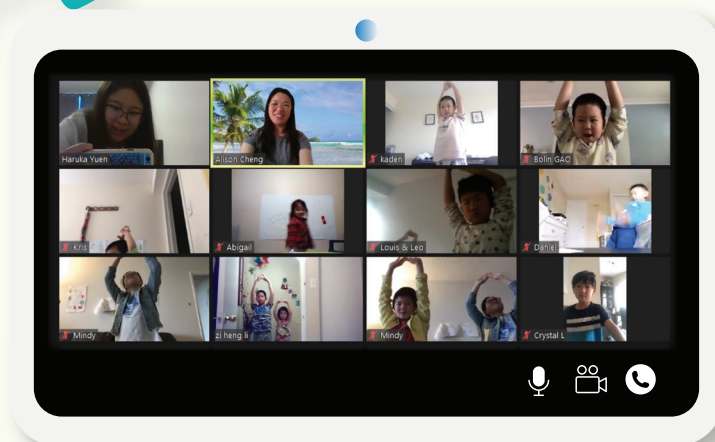 Haruka Yuen
Alison Cheng
kaden
Bolin GAO
Kris
Abigail
Louis & Leo
Daniel
Mindy
zi heng li
Mindy
Crystal L